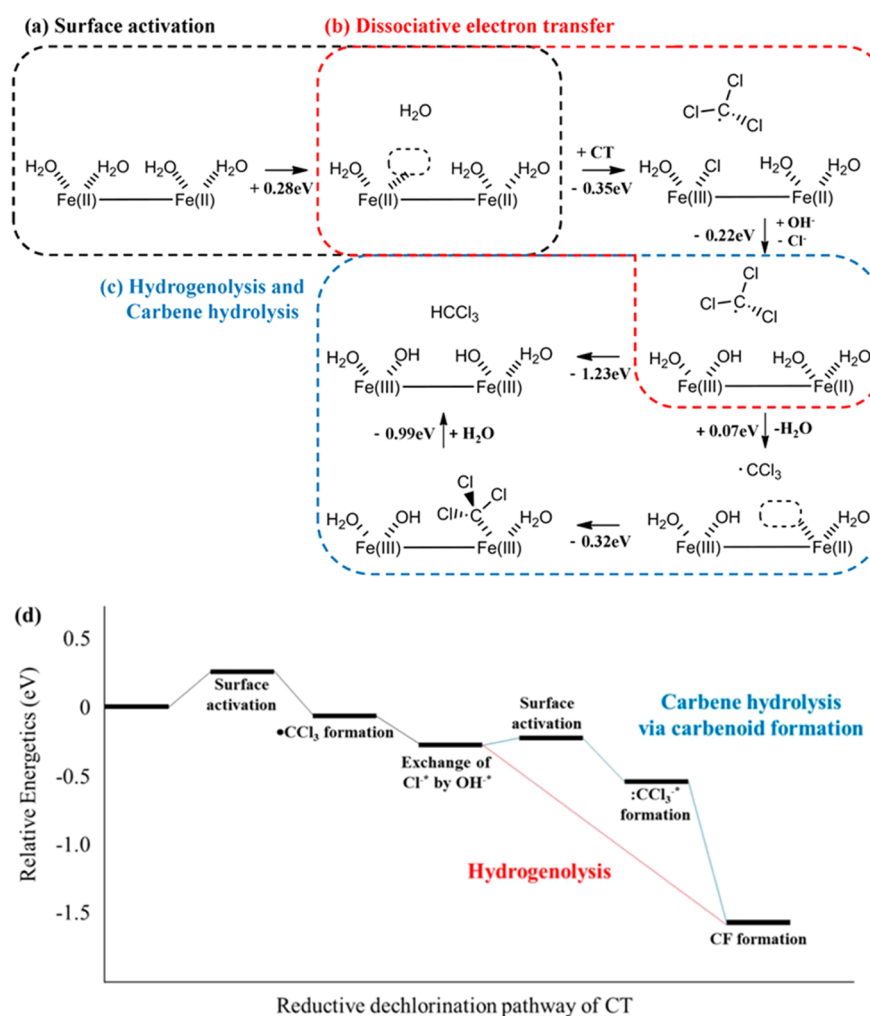 (a) Surface activation
(b) Dissociative electron transfer
H₂O H₂O H₂O H₂O
Fe(II) Fe(II)
+ 0.28eV
H₂O
H₂O H₂O H₂O
Fe(II) Fe(II)
+ CT
- 0.35eV
Cl
Cl C Cl
H₂O Cl H₂O H₂O
Fe(III) Fe(II)
- 0.22eV + OH⁻
- Cl⁻
(c) Hydrogenolysis and
Carbene hydrolysis
HCCl₃
H₂O OH HO H₂O
Fe(III) Fe(III)
- 1.23eV
Cl
Cl C Cl
H₂O OH H₂O H₂O
Fe(III) Fe(II)
- 0.99eV + H₂O
+ 0.07eV -H₂O
Cl
Cl
Cl C
H₂O OH H₂O
Fe(III) Fe(III)
- 0.32eV
·CCl₃
H₂O OH H₂O
Fe(III) Fe(II)
(d)
Relative Energetics (eV)
0.5
0
-0.5
-1.0
-1.5
Surface
activation
•CCl₃ formation
Exchange of
Cl⁻* by OH⁻*
Surface
activation
Carbene hydrolysis
via carbenoid formation
:CCl₃⁻*
formation
Hydrogenolysis
CF formation
Reductive dechlorination pathway of CT